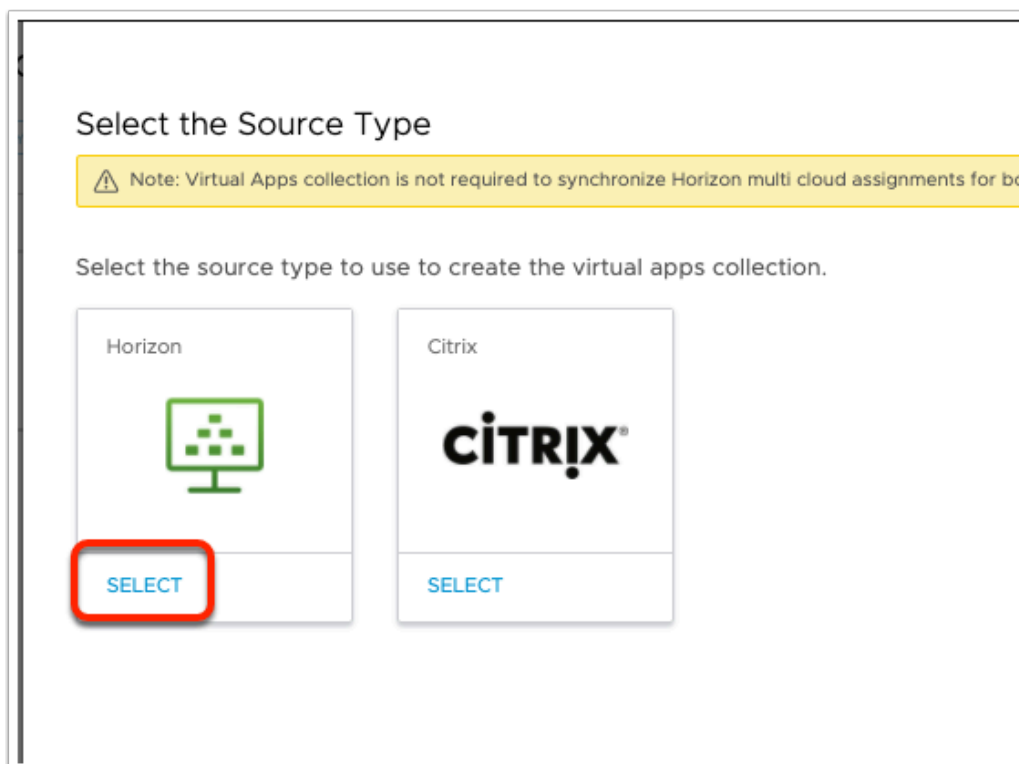 Select the Source Type
Note: Virtual Apps collection is not required to synchronize Horizon multi cloud assignments for
Select the source type to use to create the virtual apps collection.
Horizon
Citrix
CiTRIX®
SELECT
SELECT